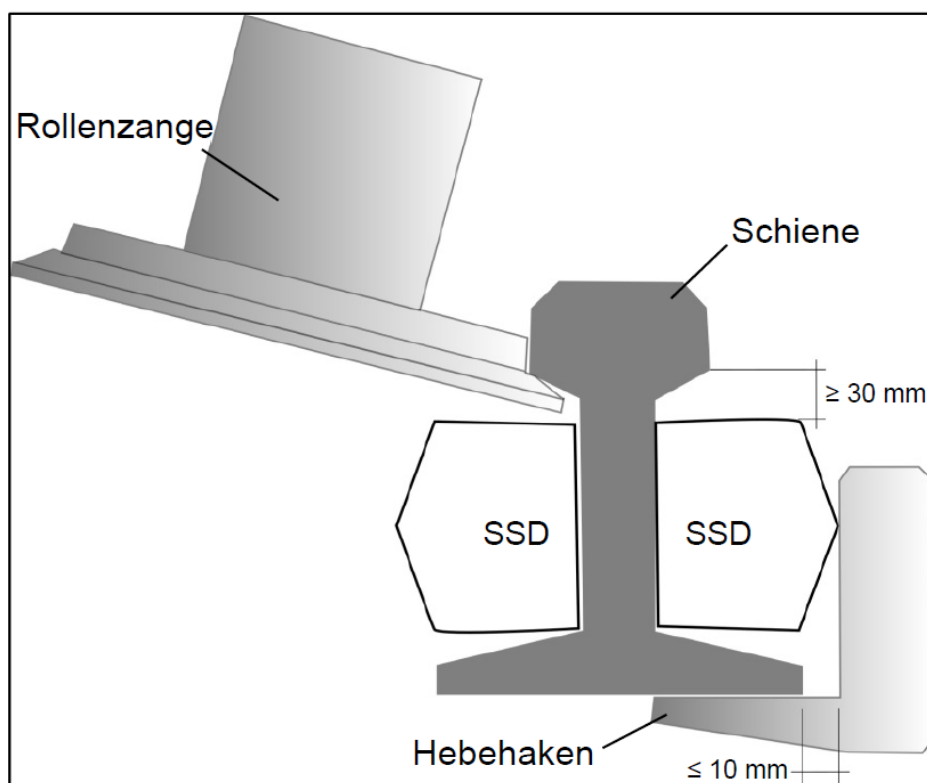 Rollenzange
Schiene
≥ 30 mm
SSD
SSD
Hebehaken
≤ 10 mm